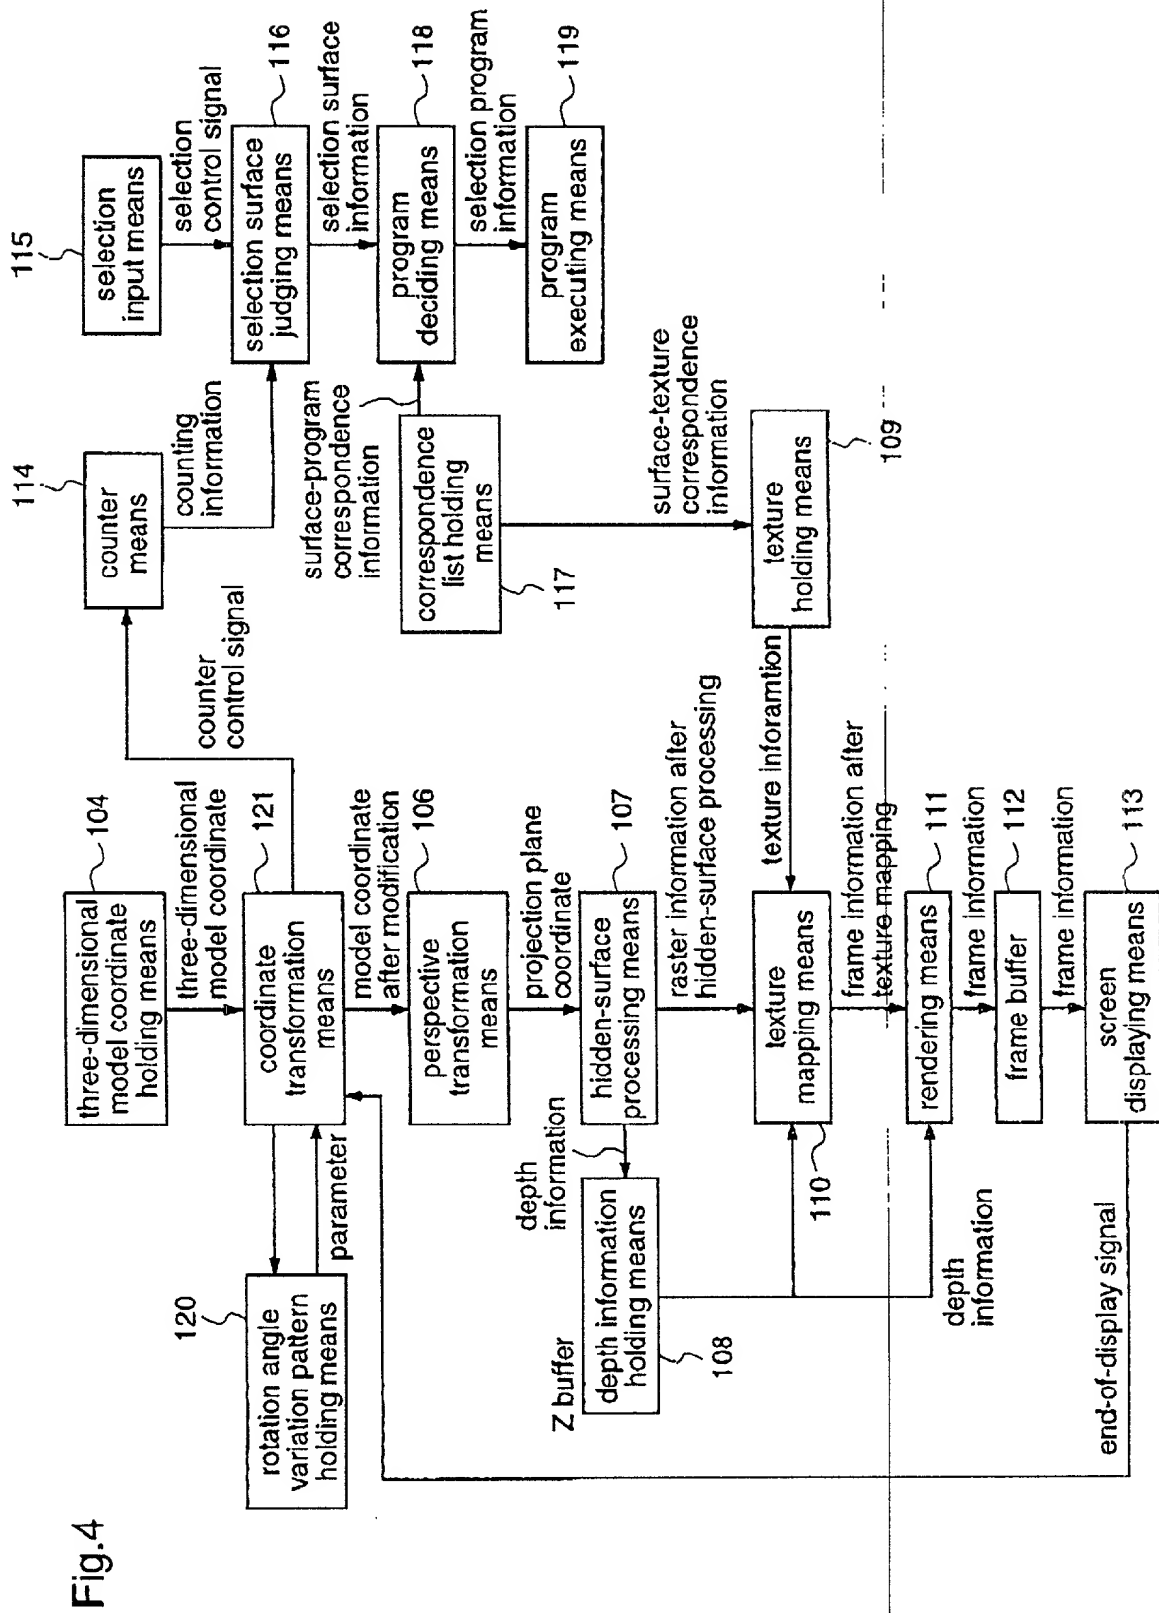 Fig.4
120
rotation angle
variation pattern
holding means
parameter
104
three-dimensional
model coordinate
holding means
three-dimensional
model coordinate
121
coordinate
transformation
means
counter
control signal
model coordinate
after modification
106
perspective
transformation
means
projection plane
coordinate
107
hidden-surface
processing means
depth
information
Z buffer
depth information
holding means
108
raster information after
hidden-surface processing
texture
mapping means
110
texture inforamtion
frame information after
texture mapping
111
rendering means
depth
information
frame information
112
frame buffer
frame information
113
screen
displaying means
end-of-display signal
114
counter
means
counting
information
115
selection
input means
selection
control signal
116
selection surface
judging means
selection surface
information
118
program
deciding means
selection program
information
119
program
executing means
surface-program
correspondence
information
correspondence
list holding
means
117
surface-texture
correspondence
information
texture
holding means
109